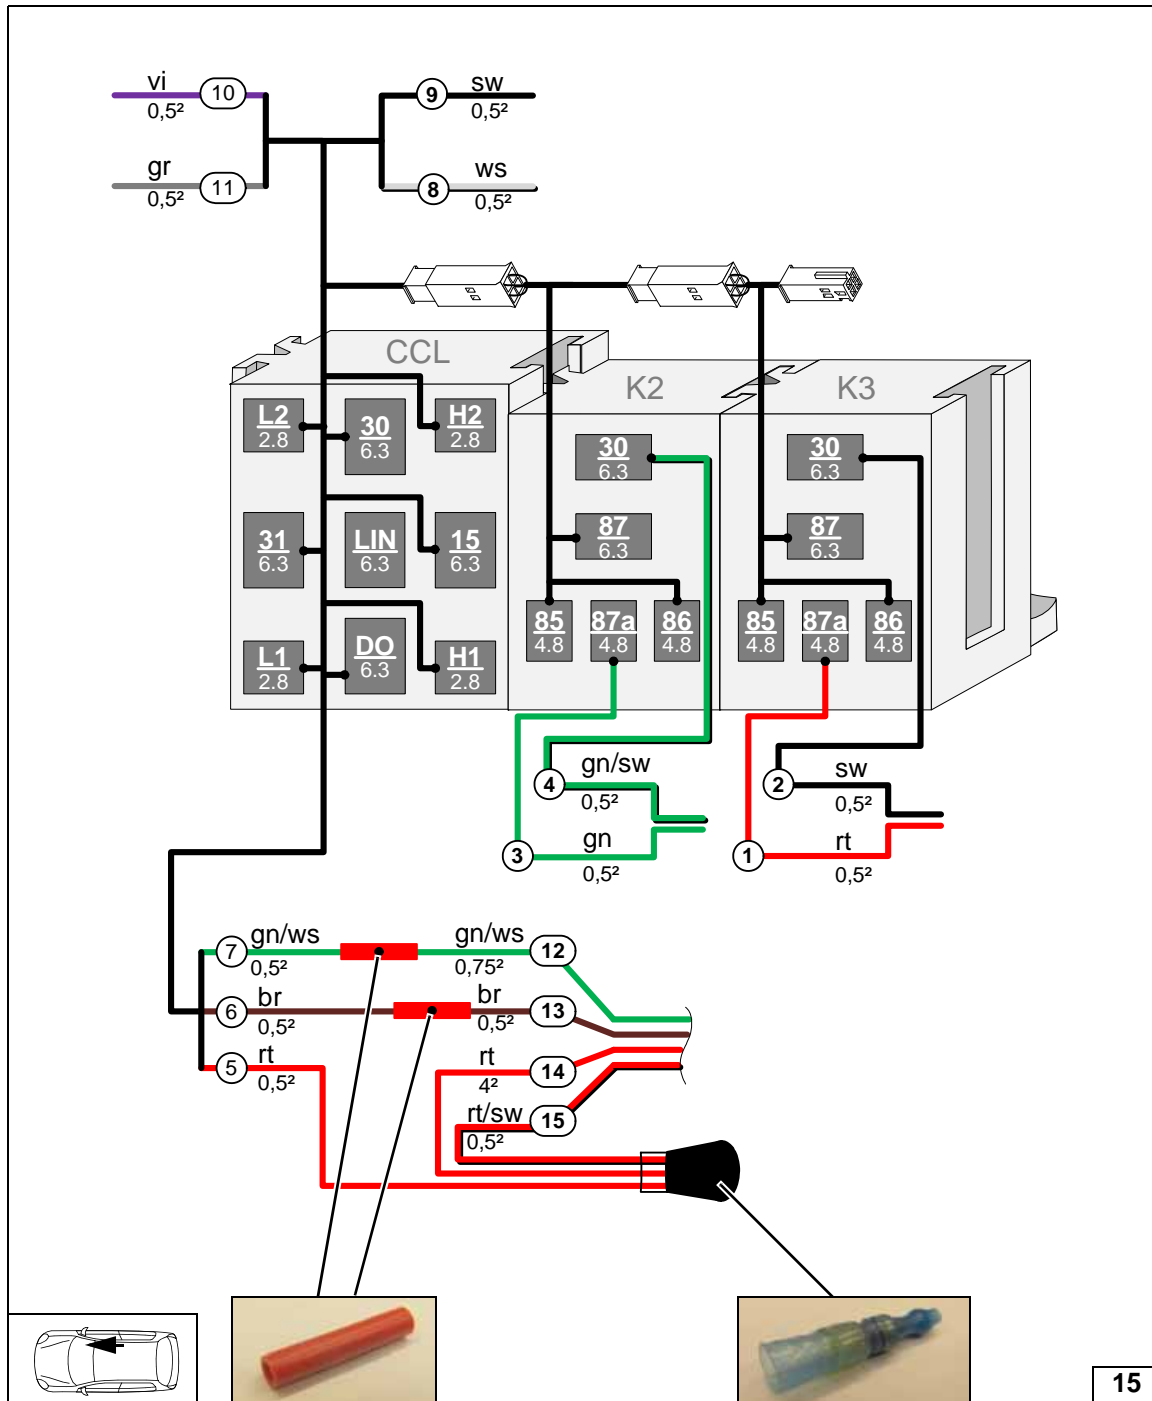 vi 10 9 sw
0,5² 0,5²
gr 11 8 ws
0,5² 0,5²
CCL
K2 K3
L2 2.8
30 6.3
H2 2.8
31 6.3
LIN 6.3
15 6.3
L1 2.8
DO 6.3
H1 2.8
30 6.3
87 6.3
85 4.8
87a 4.8
86 4.8
30 6.3
87 6.3
85 4.8
87a 4.8
86 4.8
4 gn/sw
0,5²
3 gn
0,5²
2 sw
0,5²
1 rt
0,5²
7 gn/ws gn/ws 12
0,5² 0,75²
6 br br 13
0,5² 0,5²
5 rt
0,5²
rt 14
4²
rt/sw 15
0,5²
15